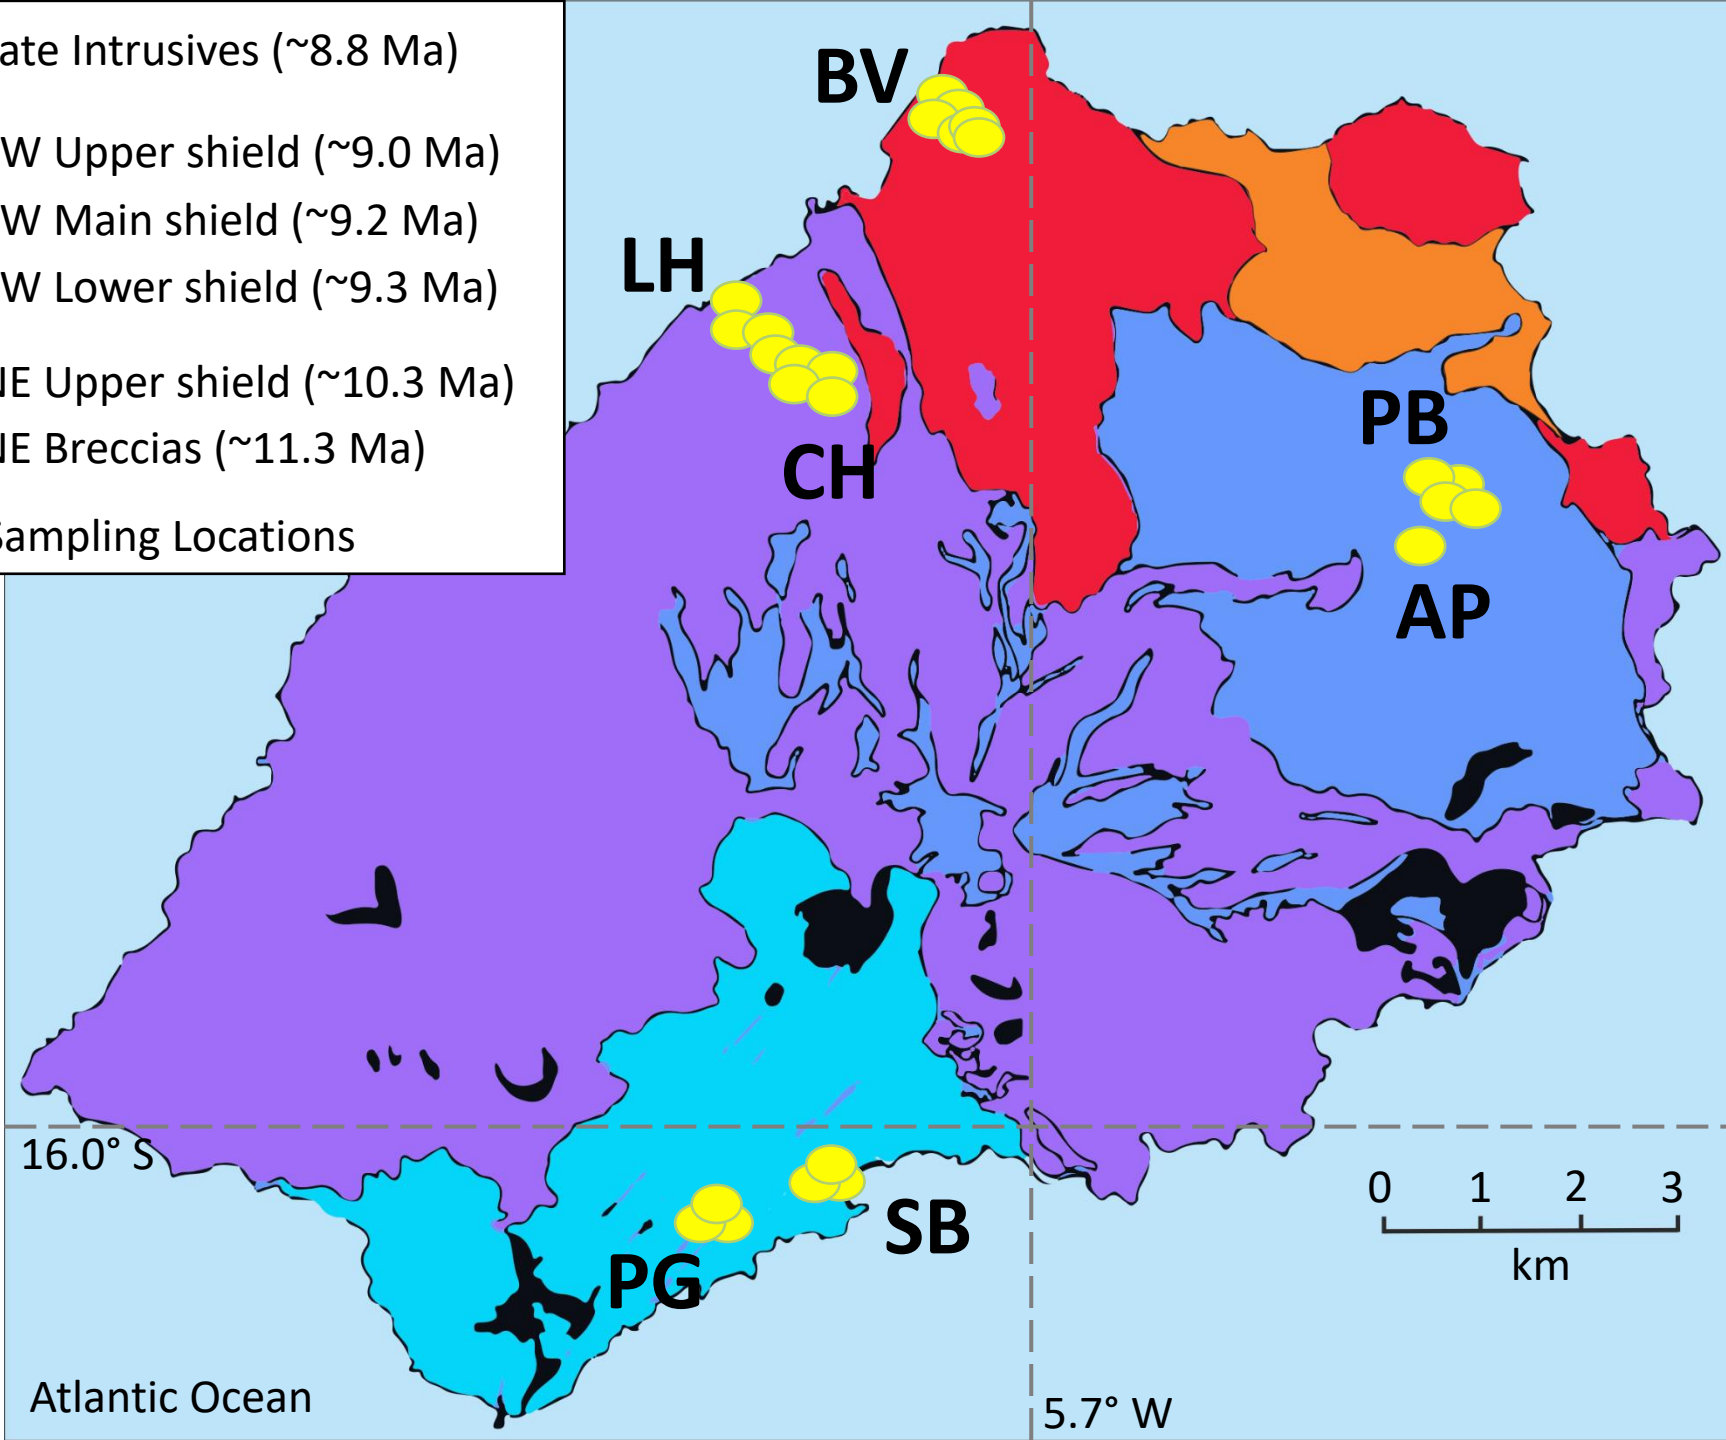 ate Intrusives (~8.8 Ma)
W Upper shield (~9.0 Ma)
W Main shield (~9.2 Ma)
W Lower shield (~9.3 Ma)
NE Upper shield (~10.3 Ma)
NE Breccias (~11.3 Ma)
Sampling Locations
BV
LH
CH
PB
AP
16.0° S
SB
PG
0 1 2 3
km
Atlantic Ocean
5.7° W